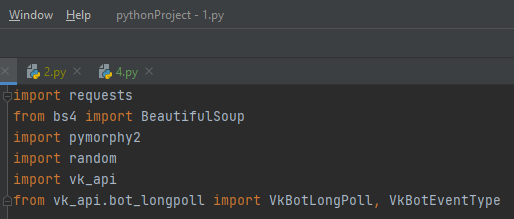 Window Help pythonProject - 1.py
2.py 4.py
import requests
from bs4 import BeautifulSoup
import pymorphy2
import random
import vk_api
from vk_api.bot_longpoll import VkBotLongPoll, VkBotEventType